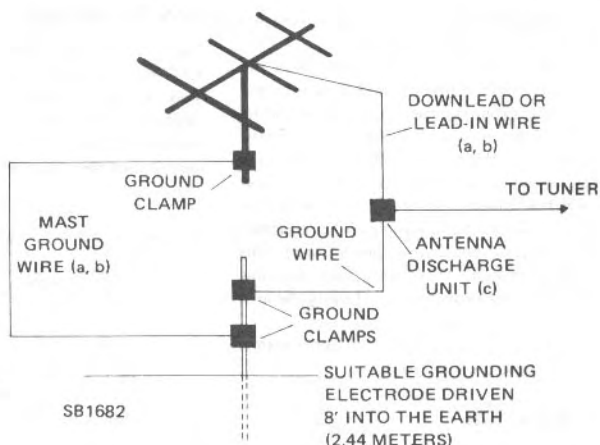 DOWNLEAD OR
LEAD-IN WIRE
(a, b)
GROUND
CLAMP
TO TUNER
MAST
GROUND
WIRE (a, b)
GROUND
WIRE
ANTENNA
DISCHARGE
UNIT (c)
GROUND
CLAMPS
SUITABLE GROUNDING
ELECTRODE DRIVEN
8' INTO THE EARTH
(2.44 METERS)
SB1682